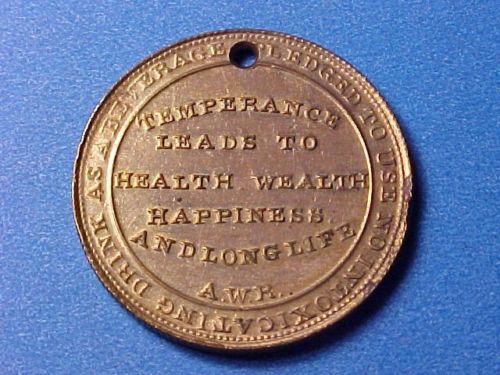 PLEDGED TO USE NO INTOXICATING DRINK AS A BEVERAGE
TEMPERANCE
LEADS TO
HEALTH WEALTH
HAPPINESS
AND LONG LIFE
A.W.R.